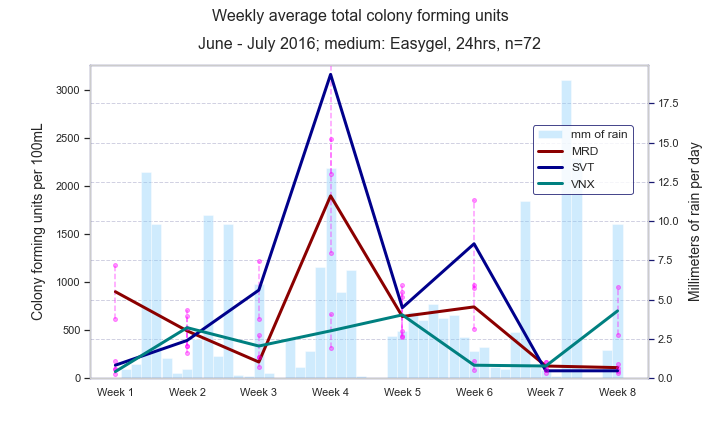 Weekly average total colony forming units
June - July 2016; medium: Easygel, 24hrs, n=72
Colony forming units per 100mL
3000
2500
2000
1500
1000
500
0
Week 1 Week 2 Week 3 Week 4 Week 5 Week 6 Week 7 Week 8
mm of rain
MRD
SVT
VNX
17.5
15.0
12.5
10.0
7.5
5.0
2.5
0.0
Millimeters of rain per day